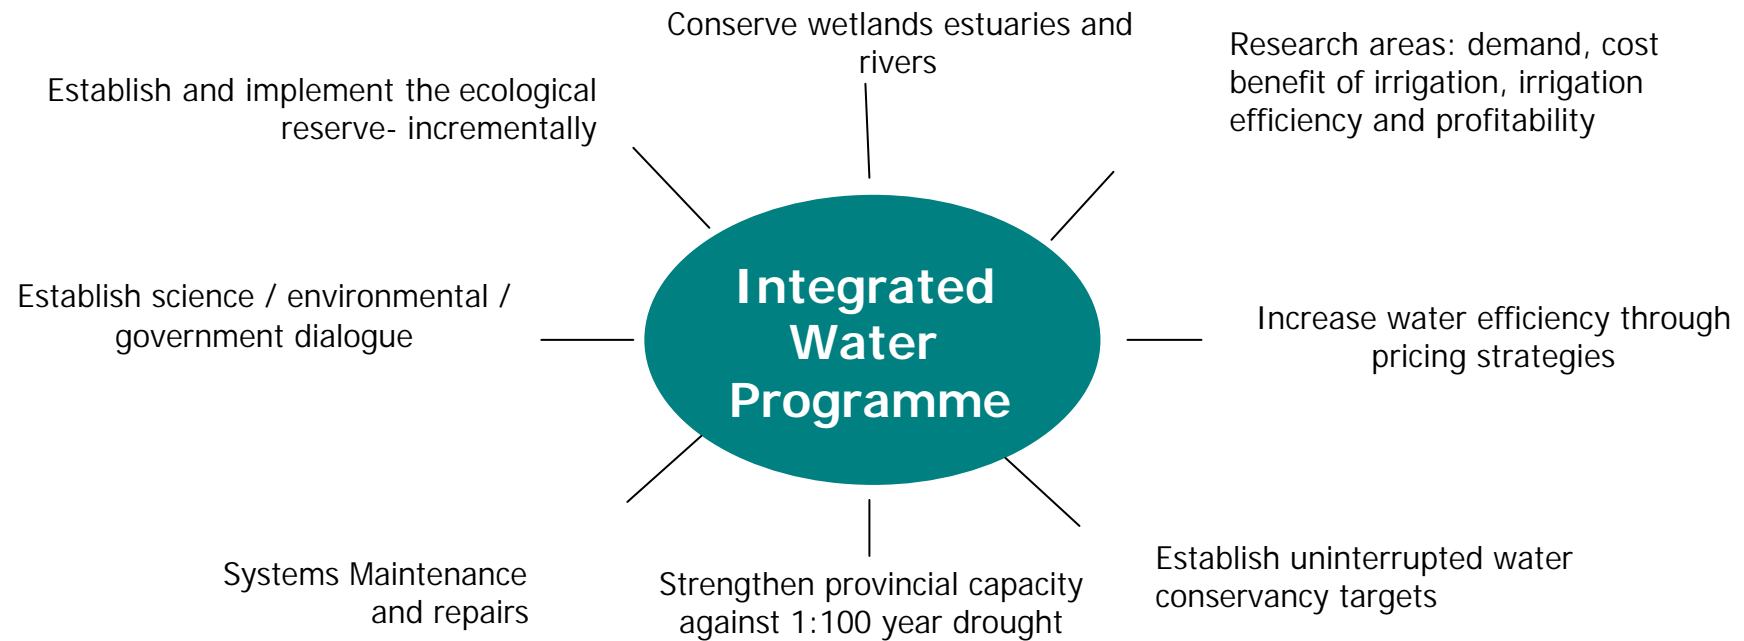 Conserve wetlands estuaries and
rivers
Research areas: demand, cost
benefit of irrigation, irrigation
efficiency and profitability
Establish and implement the ecological
reserve- incrementally
Integrated
Water
Programme
Establish science / environmental /
government dialogue
Increase water efficiency through
pricing strategies
Systems Maintenance
and repairs
Strengthen provincial capacity
against 1:100 year drought
Establish uninterrupted water
conservancy targets